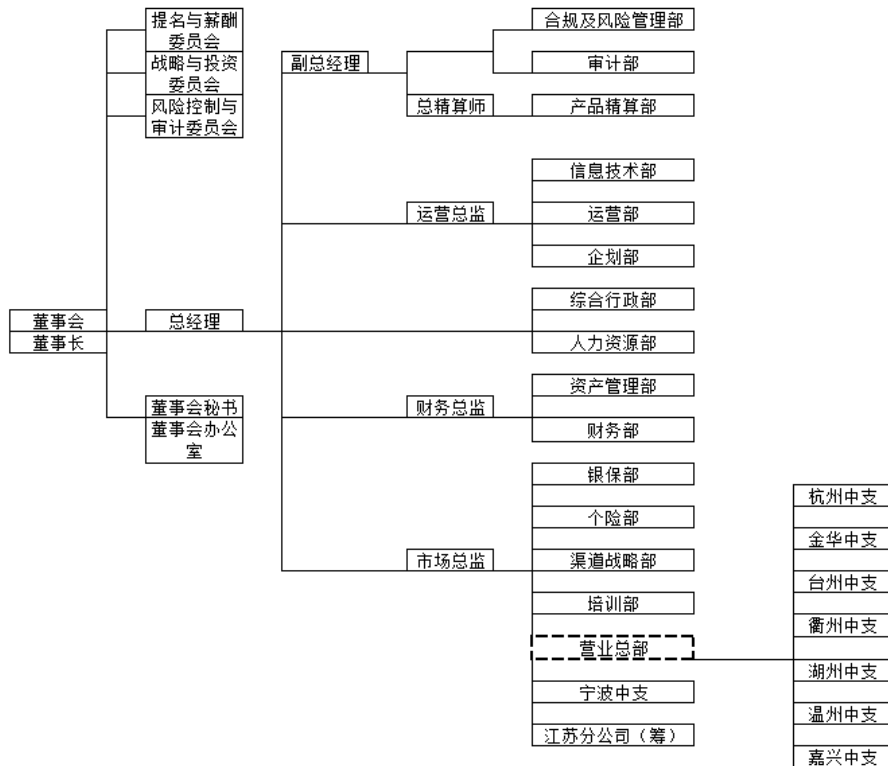 提名与薪酬
委员会
战略与投资
委员会
风险控制与
审计委员会
董事会
董事长
总经理
董事会秘书
董事会办公
室
副总经理
合规及风险管理部
审计部
总精算师
产品精算部
运营总监
信息技术部
运营部
企划部
综合行政部
人力资源部
财务总监
资产管理部
财务部
市场总监
银保部
个险部
渠道战略部
培训部
营业总部
宁波中支
江苏分公司（筹）
杭州中支
金华中支
台州中支
衢州中支
湖州中支
温州中支
嘉兴中支